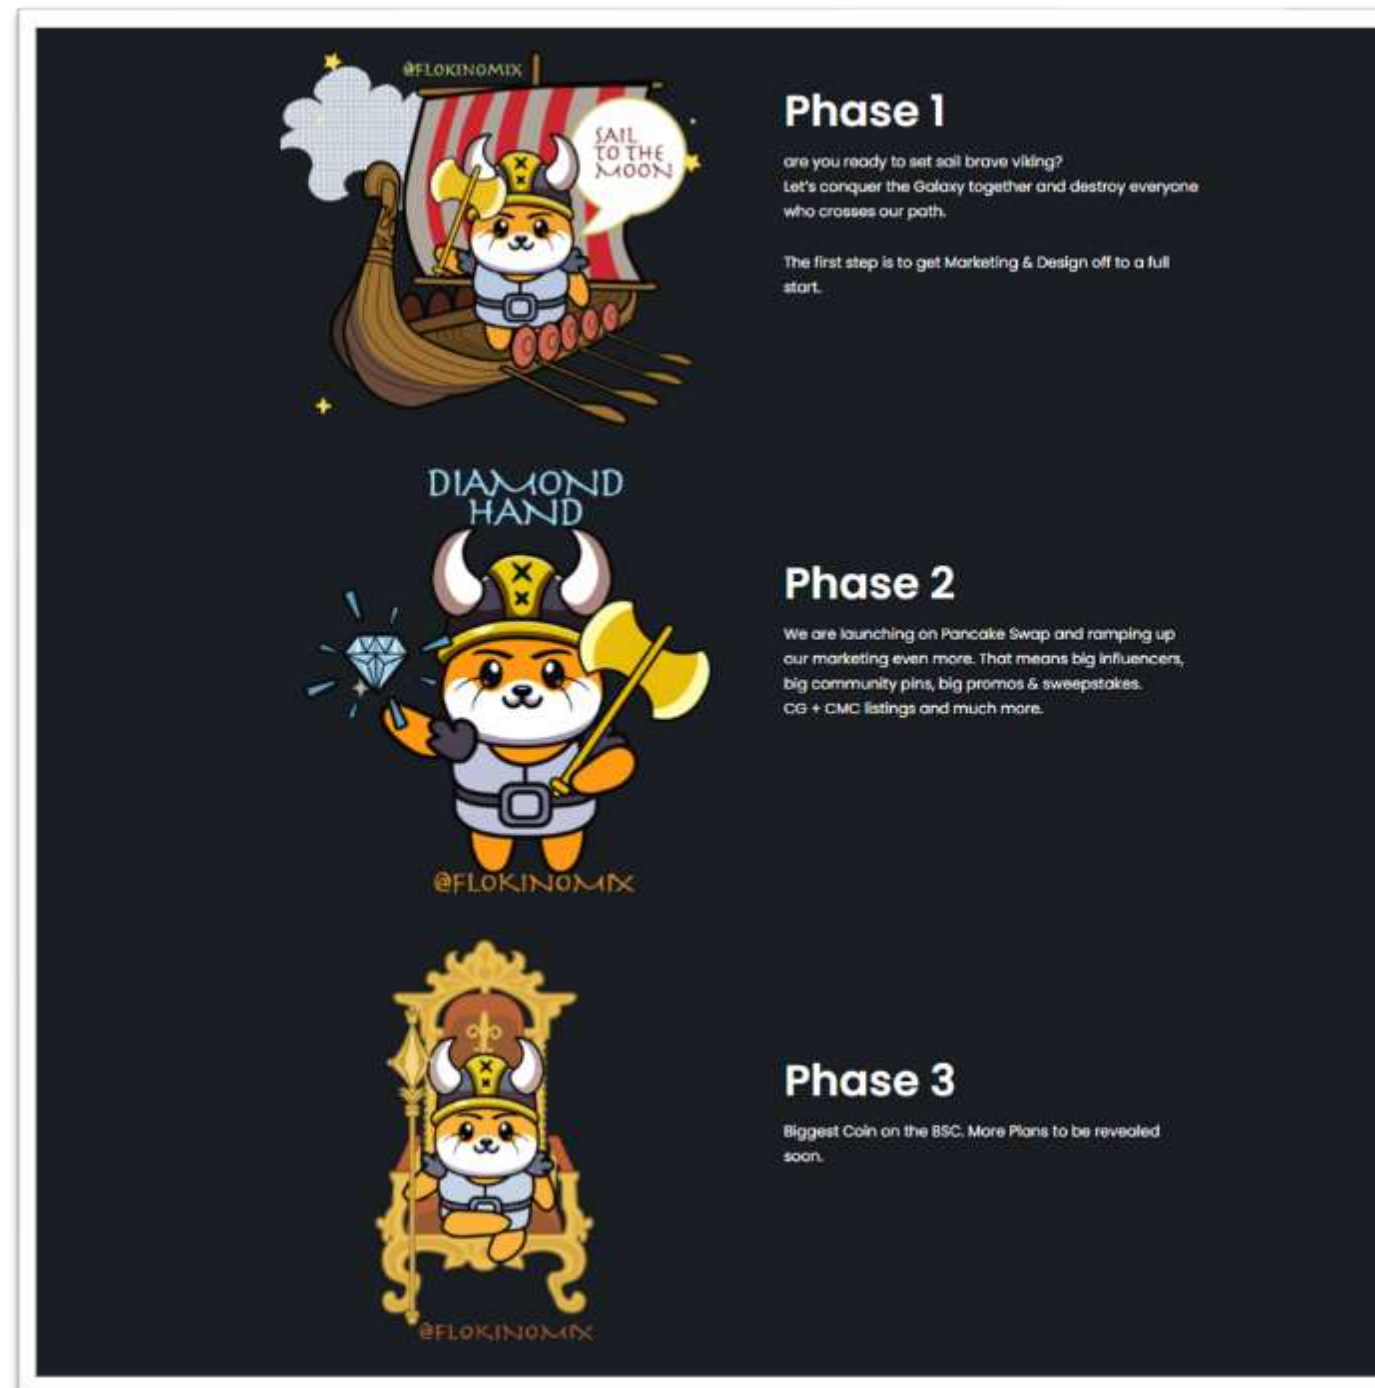 @FLOKINOMIX
SAIL
TO THE
MOON
Phase 1
are you ready to set sail brave viking?
Let's conquer the Galaxy together and destroy everyone
who crosses our path.
The first step is to get Marketing & Design off to a full
start.
DIAMOND
HAND
@FLOKINOMIX
Phase 2
We are launching on Pancake Swap and ramping up
our marketing even more. That means big influencers,
big community pins, big promos & sweepstakes.
CG + CMC listings and much more.
@FLOKINOMIX
Phase 3
Biggest Coin on the BSC. More Plans to be revealed
soon.